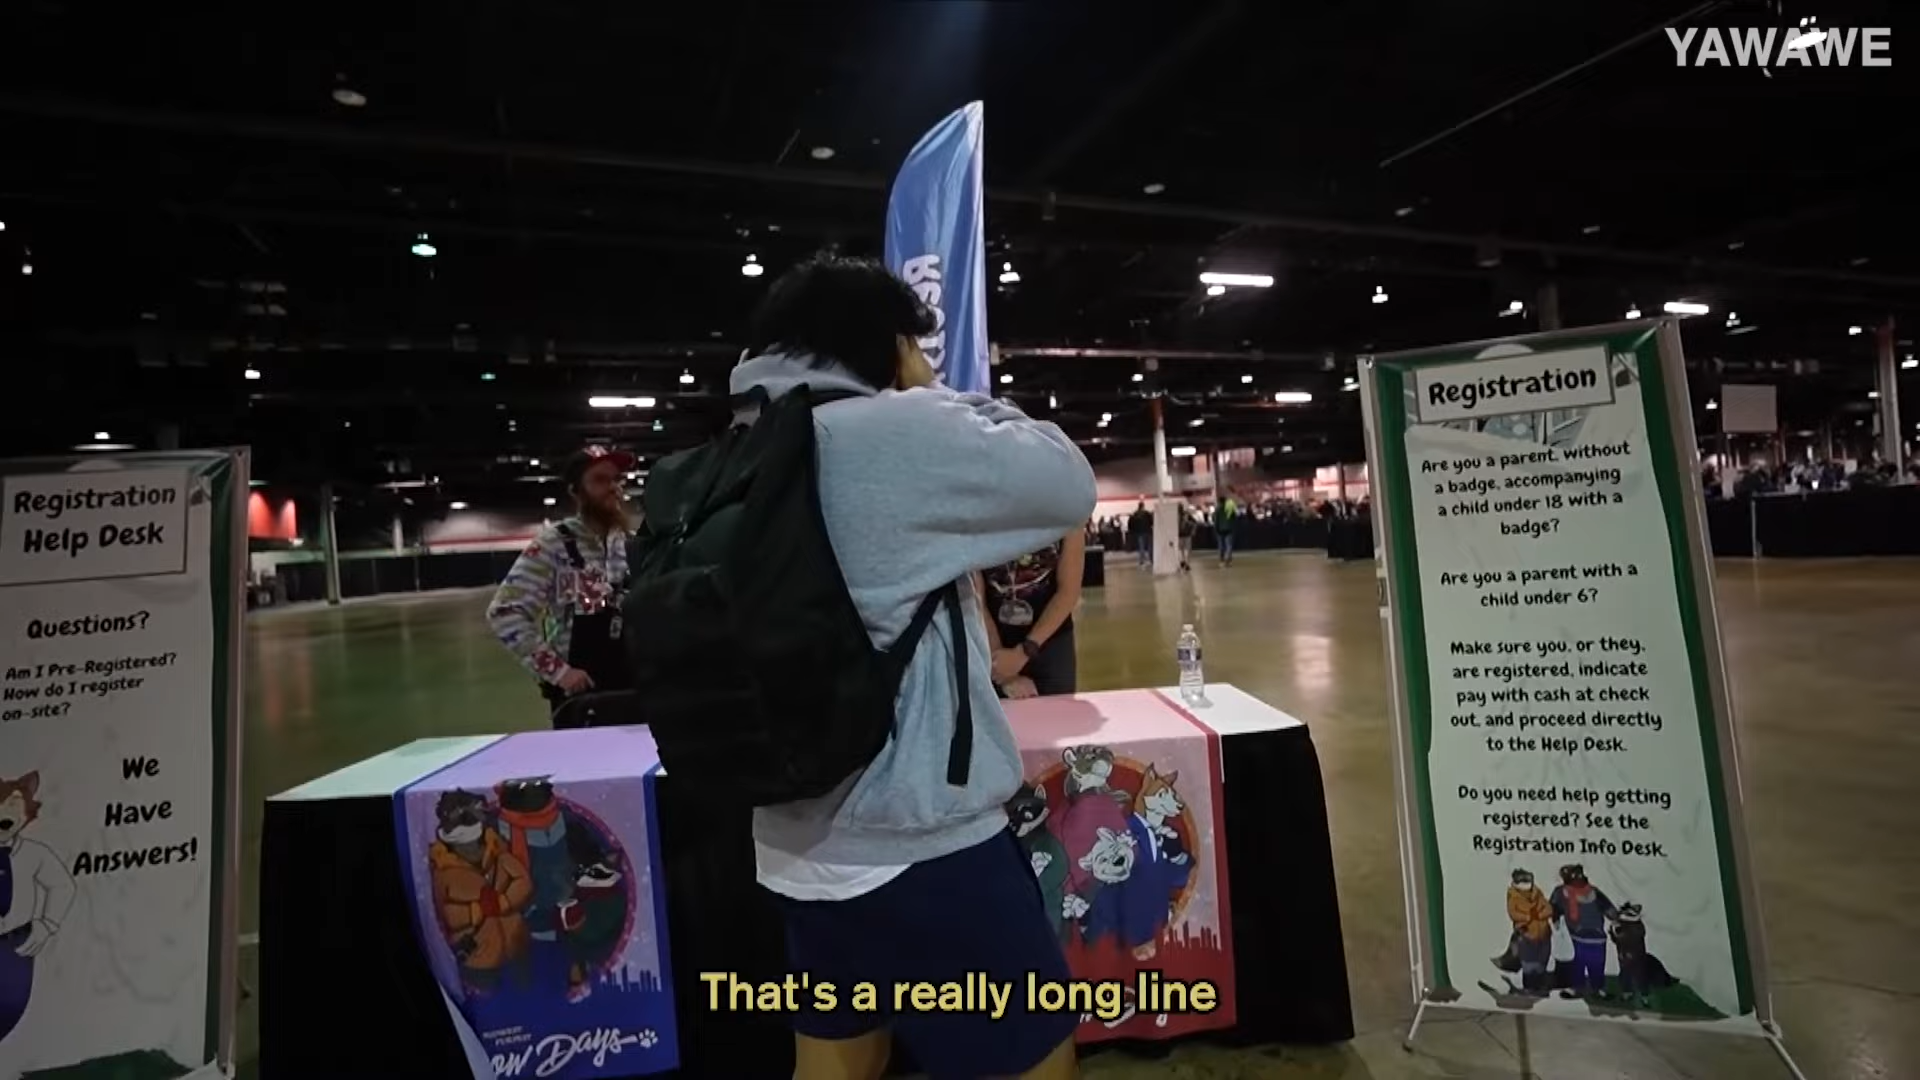 YAWAWE
Registration
Help Desk
Questions?
Am I Pre-Registered?
How do I register
on-site?
We
Have
Answers!
Registration
Are you a parent, without
a badge, accompanying
a child under 18 with a
badge?
Are you a parent with a
child under 6?
Make sure you, or they,
are registered, indicate
pay with cash at check
out, and proceed directly
to the Help Desk.
Do you need help getting
registered? See the
Registration Info Desk.
ow Days
That's a really long line